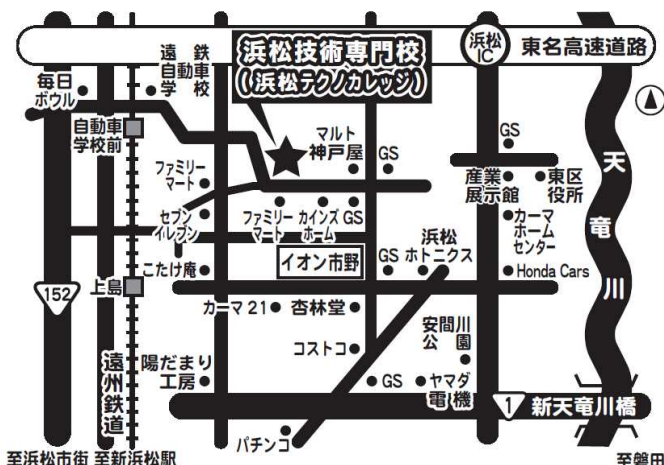 浜松
IC
東名高速道路
遠鉄
自動車
学校
浜松技術専門校
(浜松テクノカレッジ)
毎日
ボウル
自動車
学校前
マルト
神戸屋
GS
GS
ファミリー
マート
産業
展示館
東区
役所
天竜川
セブン
イレブン
ファミリー
マート
カインズ
ホーム
GS
カーマ
ホーム
センター
浜松
ホトニクス
イオン市野
GS
こたけ庵
Honda Cars
152
上島
カーマ21
杏林堂
安間川
公園
コストコ
遠州鉄道
陽だまり
工房
GS
ヤマダ
電機
1
新天竜川橋
パチンコ
至浜松市街
至新浜松駅
至磐田